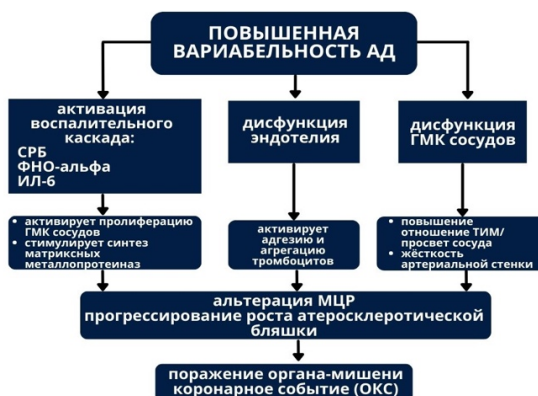 ПОВЫШЕННАЯ
ВАРИАБЕЛЬНОСТЬ АД
активация
воспалительного
каскада:
СРБ
ФНО-альфа
ИЛ-6
дисфункция
эндотелия
дисфункция
ГМК сосудов
активирует пролиферацию
ГМК сосудов
стимулирует синтез
матриксных
металлопротеиназ
активирует
адгезию и
агрегацию
тромбоцитов
повышение
отношение ТИМ/
просвет сосуда
жёсткость
артериальной стенки
альтерация МЦР
прогрессирование роста атеросклеротической
бляшки
поражение органа-мишени
коронарное событие (ОКС)